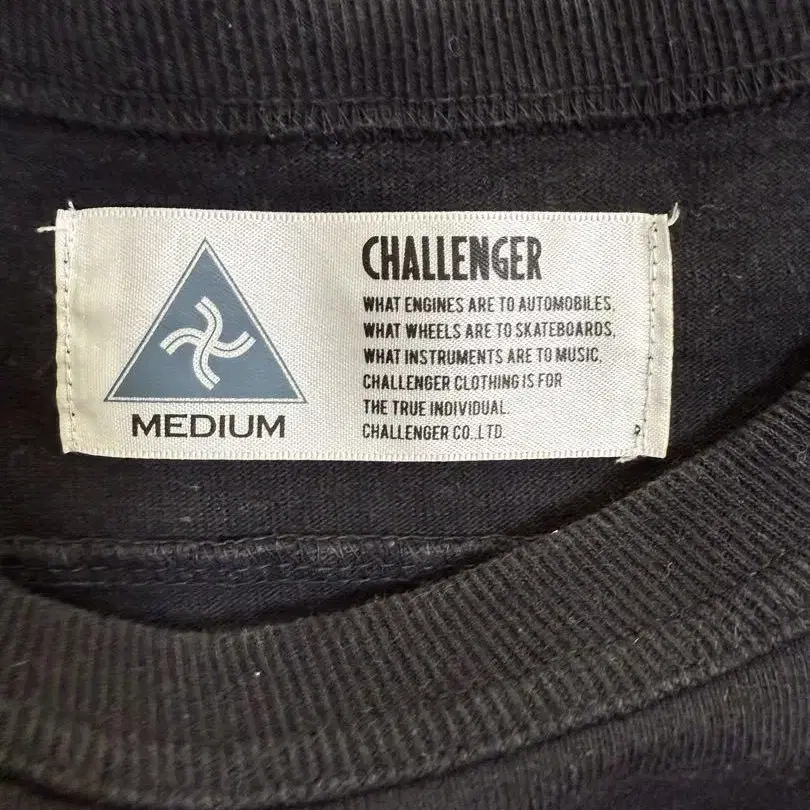 CHALLENGER
WHAT ENGINES ARE TO AUTOMOBILES,
WHAT WHEELS ARE TO SKATEBOARDS,
WHAT INSTRUMENTS ARE TO MUSIC,
CHALLENGER CLOTHING IS FOR
THE TRUE INDIVIDUAL.
CHALLENGER CO.,LTD.
MEDIUM